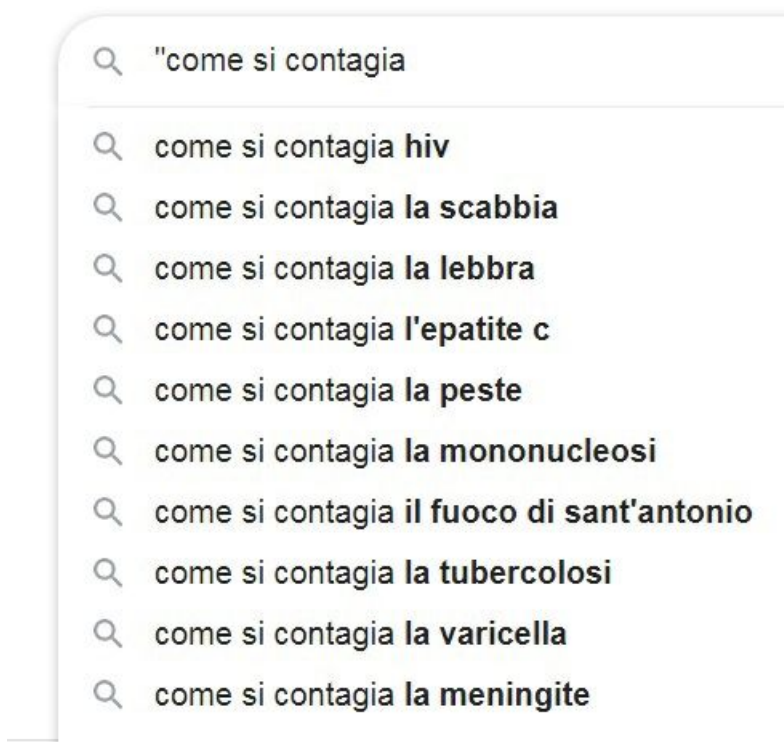 "come si contagia
come si contagia hiv
come si contagia la scabbia
come si contagia la lebbra
come si contagia l'epatite c
come si contagia la peste
come si contagia la mononucleosi
come si contagia il fuoco di sant'antonio
come si contagia la tubercolosi
come si contagia la varicella
come si contagia la meningite